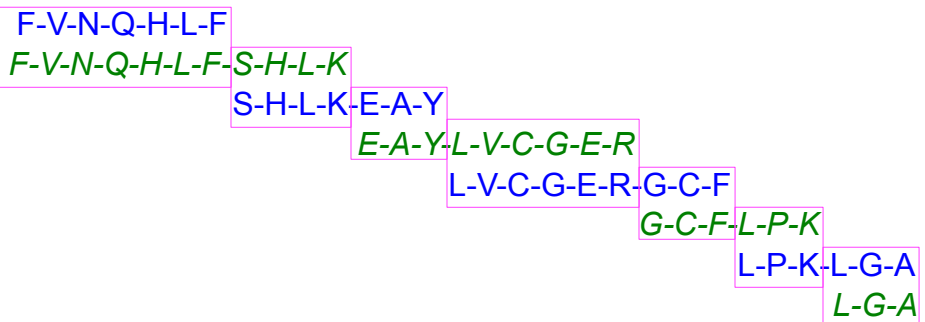 F-V-N-Q-H-L-F
F-V-N-Q-H-L-F-S-H-L-K
S-H-L-K-E-A-Y
E-A-Y-L-V-C-G-E-R
L-V-C-G-E-R-G-C-F
G-C-F-L-P-K
L-P-K-L-G-A
L-G-A